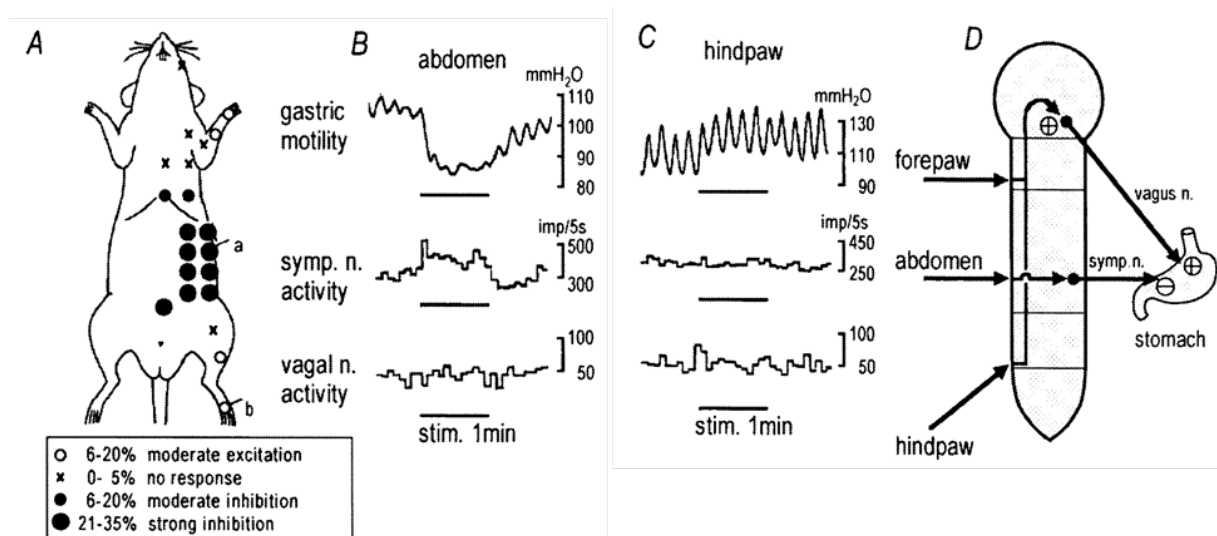 A
a
b
○ 6-20% moderate excitation
× 0- 5% no response
● 6-20% moderate inhibition
● 21-35% strong inhibition
B
abdomen
mmH₂O
gastric
motility
110
100
90
80
imp/5s
symp. n.
activity
500
300
vagal n.
activity
100
50
stim. 1min
C
hindpaw
mmH₂O
130
110
90
imp/5s
450
250
100
50
stim. 1min
D
forepaw
vagus n.
abdomen
symp.n.
stomach
hindpaw